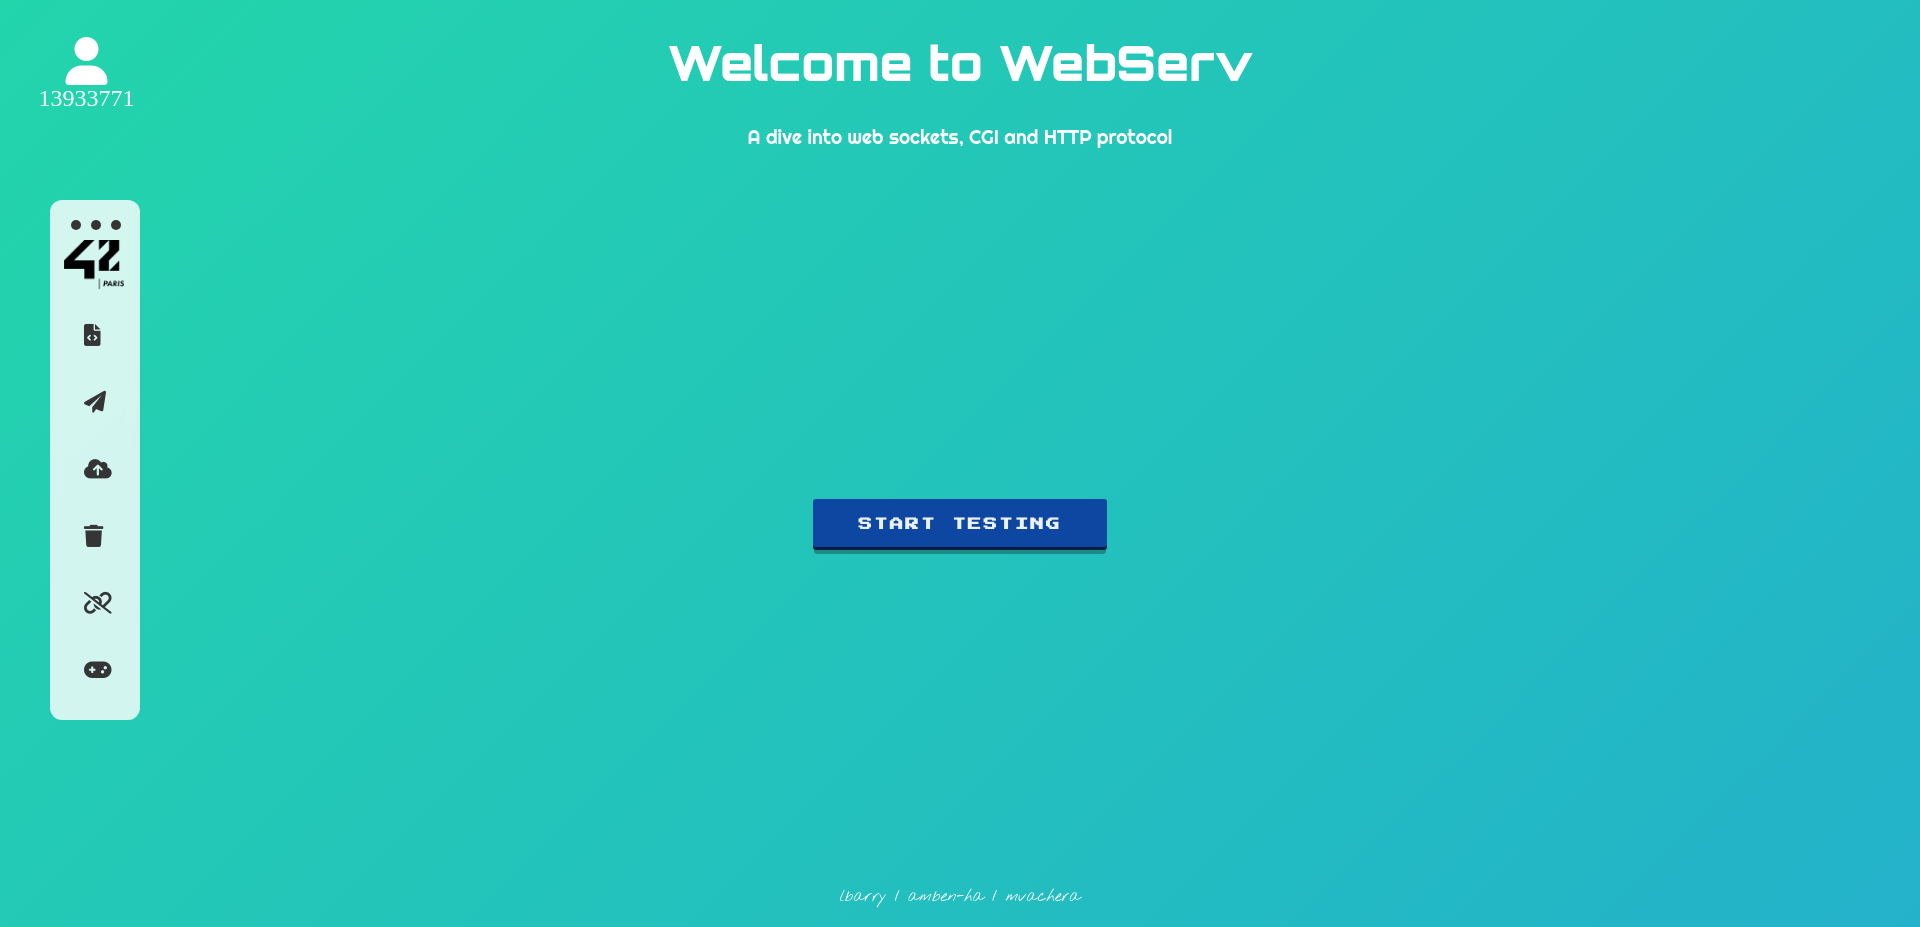 Welcome to WebServ
13933771
A dive into web sockets, CGI and HTTP protocol
42
| PARIS
START TESTING
lbarry | amben-ha | mvachera